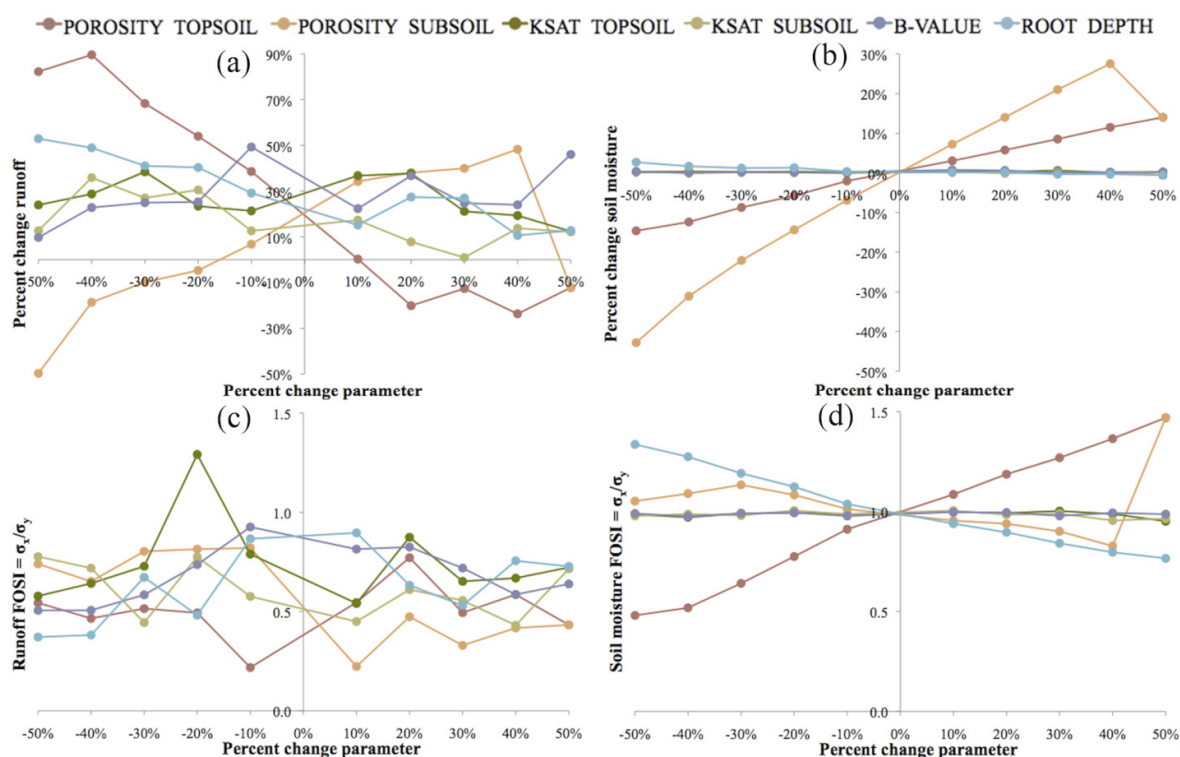 POROSITY TOPSOIL POROSITY SUBSOIL KSAT TOPSOIL KSAT SUBSOIL B-VALUE ROOT DEPTH
(a)
90%
70%
50%
30%
10%
-10%
-30%
-50%
-50% -40% -30% -20% -10% 10% 20% 30% 40% 50%
Percent change runoff
Percent change parameter
(b)
30%
20%
10%
0%
-10%
-20%
-30%
-40%
-50%
-50% -40% -30% -20% -10% 0% 10% 20% 30% 40% 50%
Percent change soil moisture
Percent change parameter
(c)
1.5
1.0
0.5
0.0
-50% -40% -30% -20% -10% 0% 10% 20% 30% 40% 50%
Runoff FOSI = σx/σy
Percent change parameter
(d)
1.5
1.0
0.5
0.0
-50% -40% -30% -20% -10% 0% 10% 20% 30% 40% 50%
Soil moisture FOSI = σx/σy
Percent change parameter